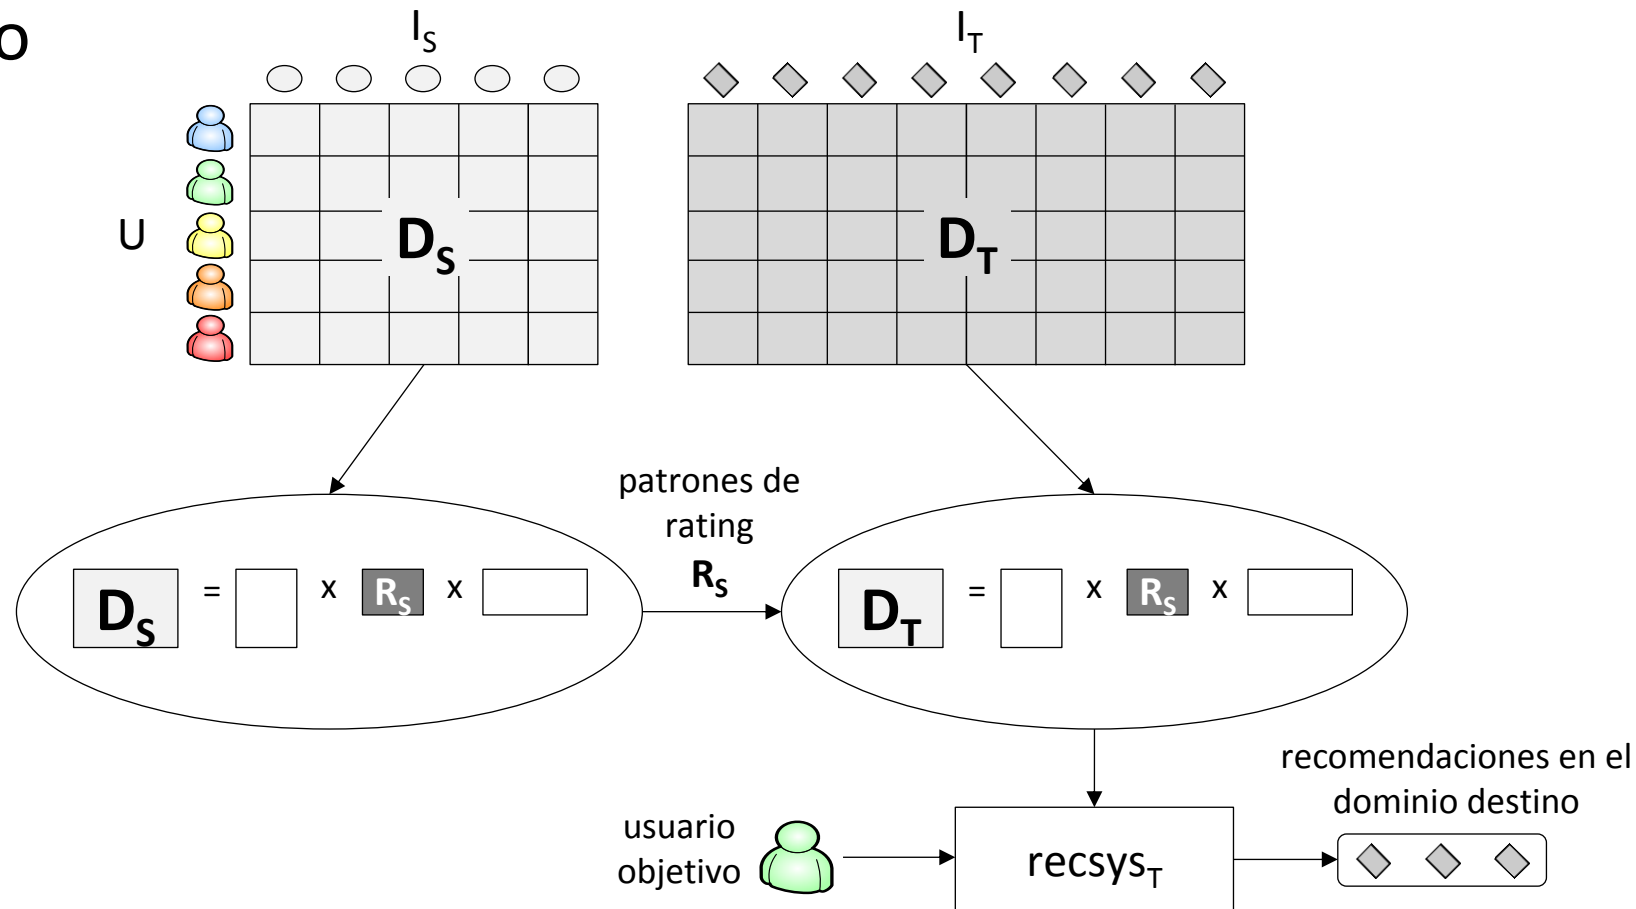 o
I_S
I_T
U
D_S
D_T
patrones de
rating
R_S
D_S = x R_S x
D_T = x R_S x
recomendaciones en el
dominio destino
usuario
objetivo
recsys_T